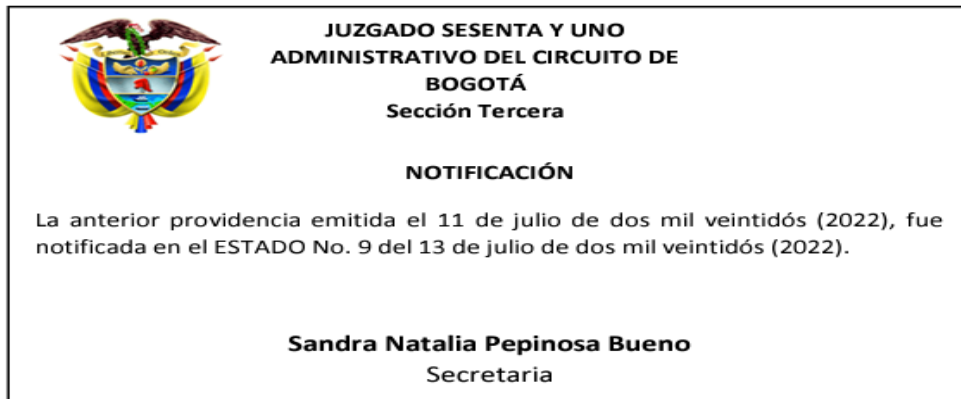 JUZGADO SESENTA Y UNO
ADMINISTRATIVO DEL CIRCUITO DE
BOGOTÁ
Sección Tercera
NOTIFICACIÓN
La anterior providencia emitida el 11 de julio de dos mil veintidós (2022), fue
notificada en el ESTADO No. 9 del 13 de julio de dos mil veintidós (2022).
Sandra Natalia Pepinosa Bueno
Secretaria